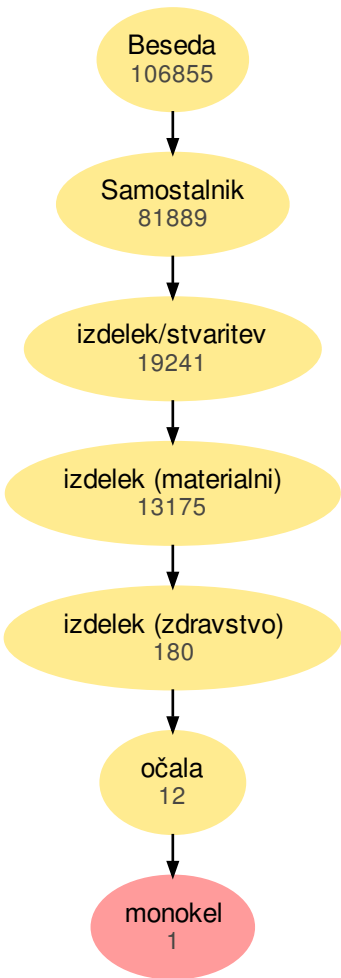 Beseda
106855
Samostalnik
81889
izdelek/stvaritev
19241
izdelek (materialni)
13175
izdelek (zdravstvo)
180
očala
12
monokel
1